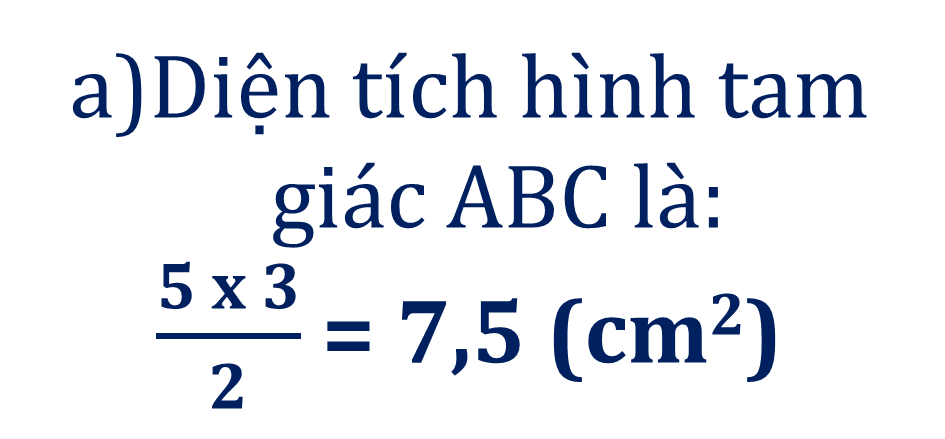 a)Diện tích hình tam
giác ABC là:
5 x 3
2
= 7,5 (cm²)